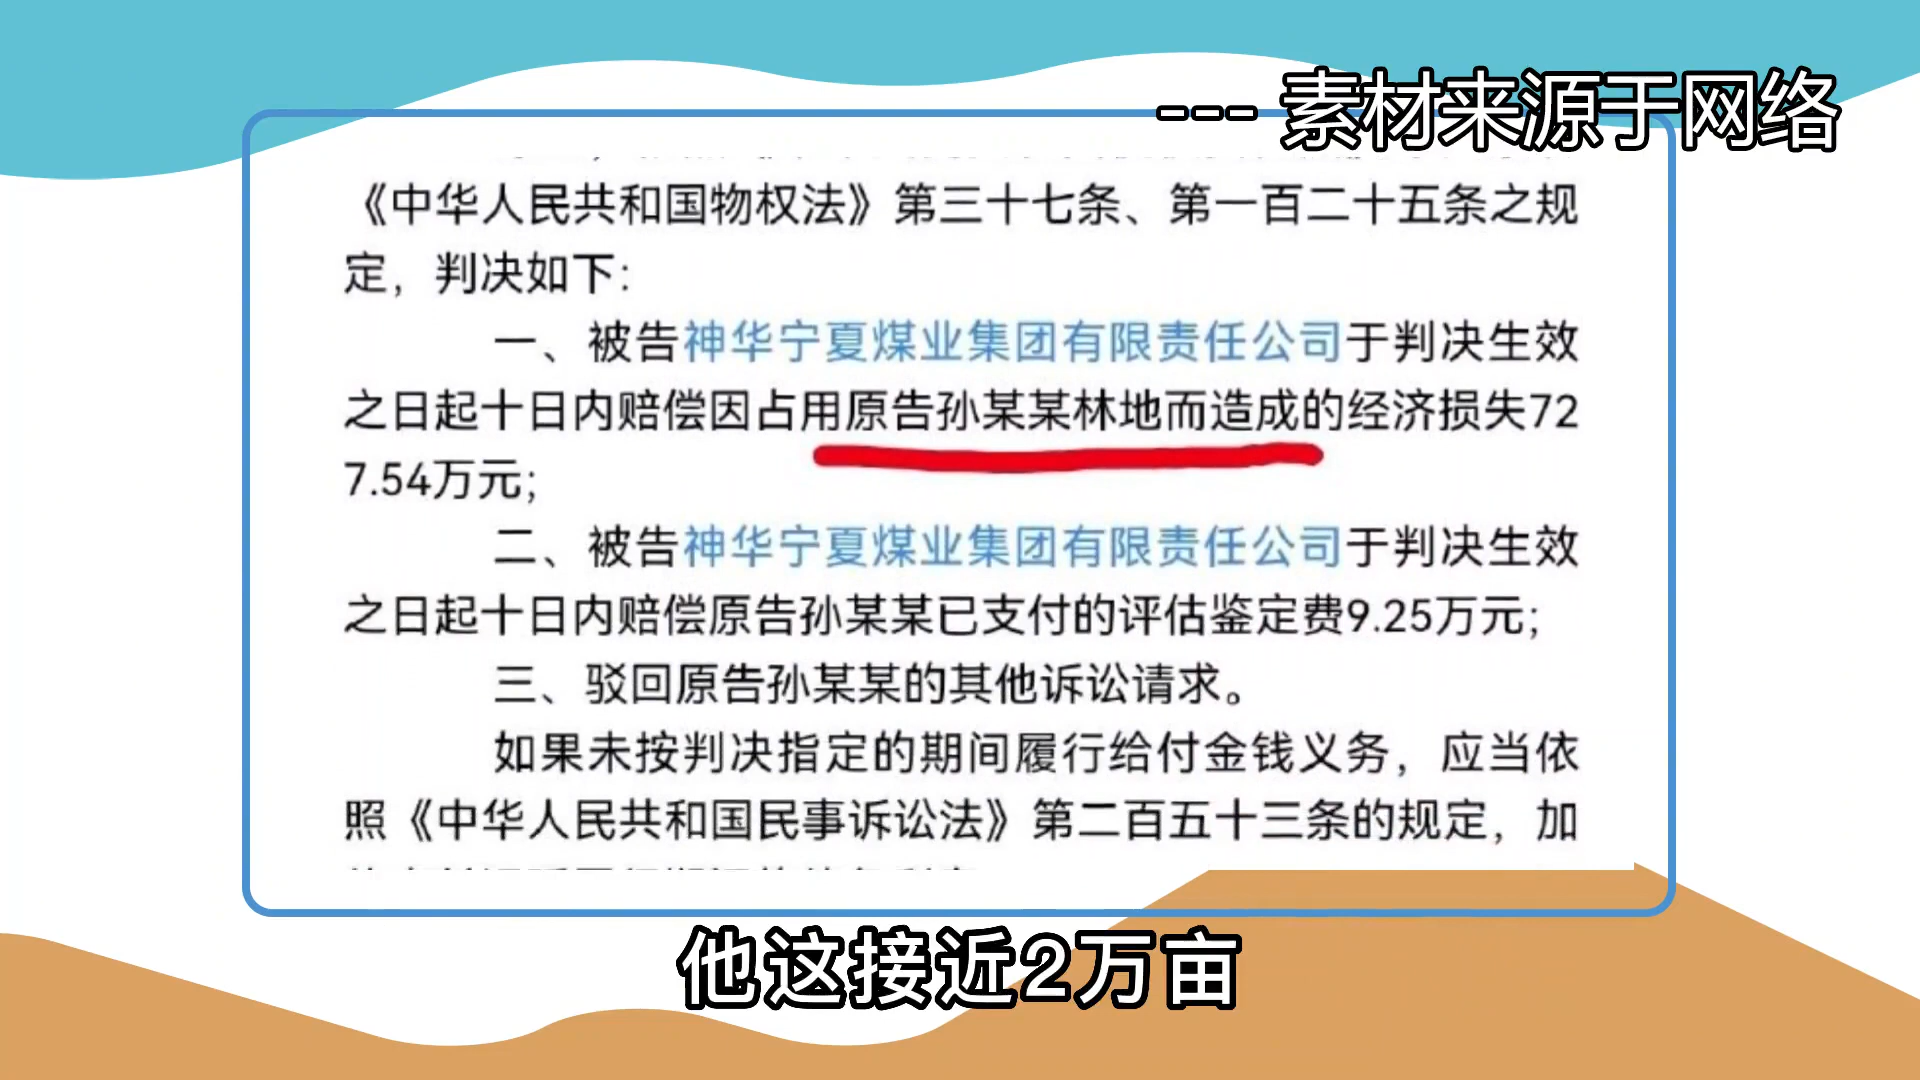 --- 素材来源于网络
《中华人民共和国物权法》第三十七条、第一百二十五条之规
定，判决如下：
一、被告神华宁夏煤业集团有限责任公司于判决生效
之日起十日内赔偿因占用原告孙某某林地而造成的经济损失72
7.54万元；
二、被告神华宁夏煤业集团有限责任公司于判决生效
之日起十日内赔偿原告孙某某已支付的评估鉴定费9.25万元；
三、驳回原告孙某某的其他诉讼请求。
如果未按判决指定的期间履行给付金钱义务，应当依
照《中华人民共和国民事诉讼法》第二百五十三条的规定，加
他这接近2万亩